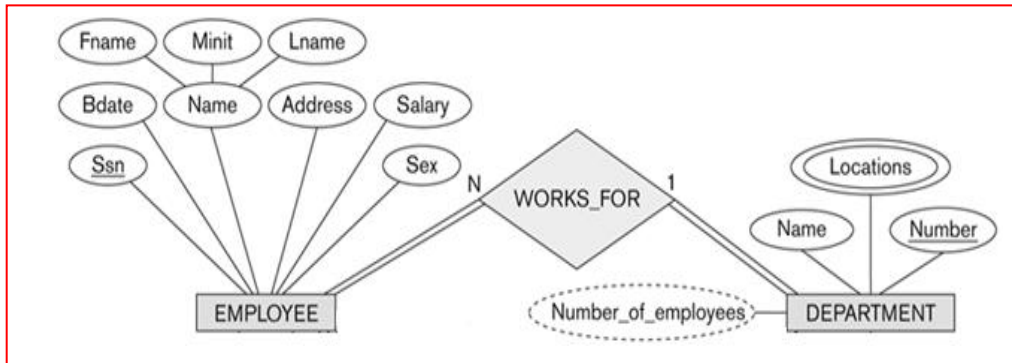 Fname
Minit
Lname
Bdate
Name
Address
Salary
Ssn
Sex
N
WORKS_FOR
1
Locations
Name
Number
EMPLOYEE
Number_of_employees
DEPARTMENT